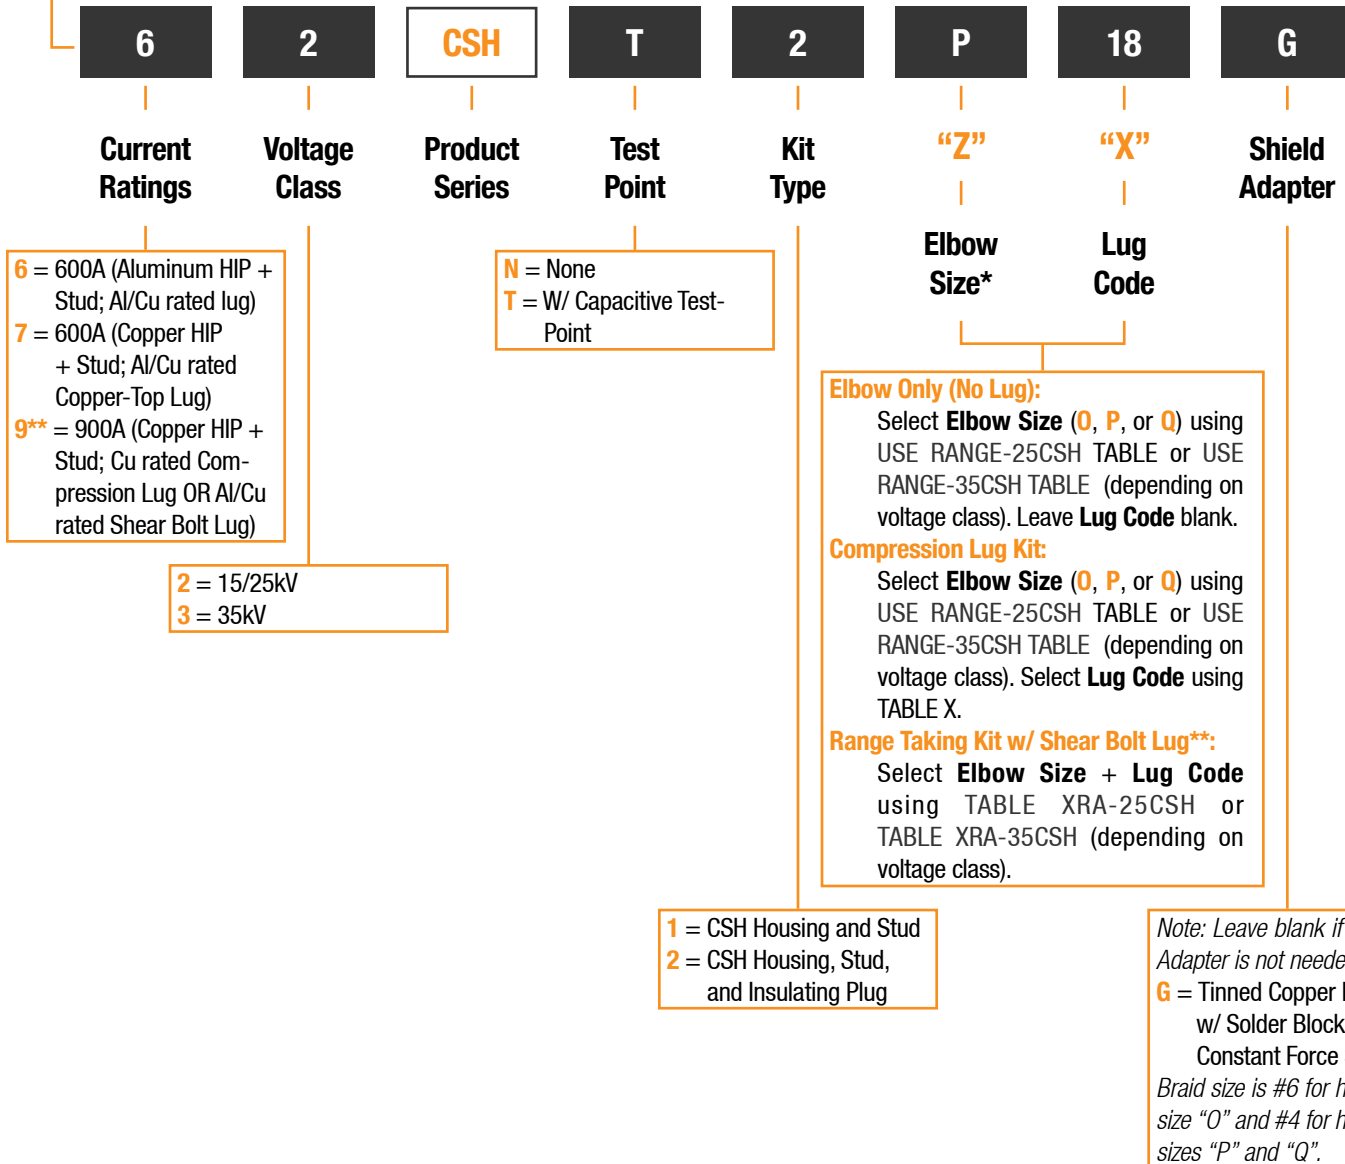 6 2 CSH T 2 P 18 G
Current Ratings
Voltage Class
Product Series
Test Point
Kit Type
“Z”
Elbow Size*
“X”
Lug Code
Shield Adapter
6 = 600A (Aluminum HIP +
Stud; Al/Cu rated lug)
7 = 600A (Copper HIP
+ Stud; Al/Cu rated
Copper-Top Lug)
9** = 900A (Copper HIP +
Stud; Cu rated Com-
pression Lug OR Al/Cu
rated Shear Bolt Lug)
2 = 15/25kV
3 = 35kV
N = None
T = W/ Capacitive Test-
Point
Elbow Only (No Lug):
Select Elbow Size (O, P, or Q) using
USE RANGE-25CSH TABLE or USE
RANGE-35CSH TABLE (depending on
voltage class). Leave Lug Code blank.
Compression Lug Kit:
Select Elbow Size (O, P, or Q) using
USE RANGE-25CSH TABLE or USE
RANGE-35CSH TABLE (depending on
voltage class). Select Lug Code using
TABLE X.
Range Taking Kit w/ Shear Bolt Lug**:
Select Elbow Size + Lug Code
using TABLE XRA-25CSH or
TABLE XRA-35CSH (depending on
voltage class).
1 = CSH Housing and Stud
2 = CSH Housing, Stud,
and Insulating Plug
Note: Leave blank if
Adapter is not neede
G = Tinned Copper
w/ Solder Block
Constant Force
Braid size is #6 for h
size “O” and #4 for h
sizes “P” and “Q”.